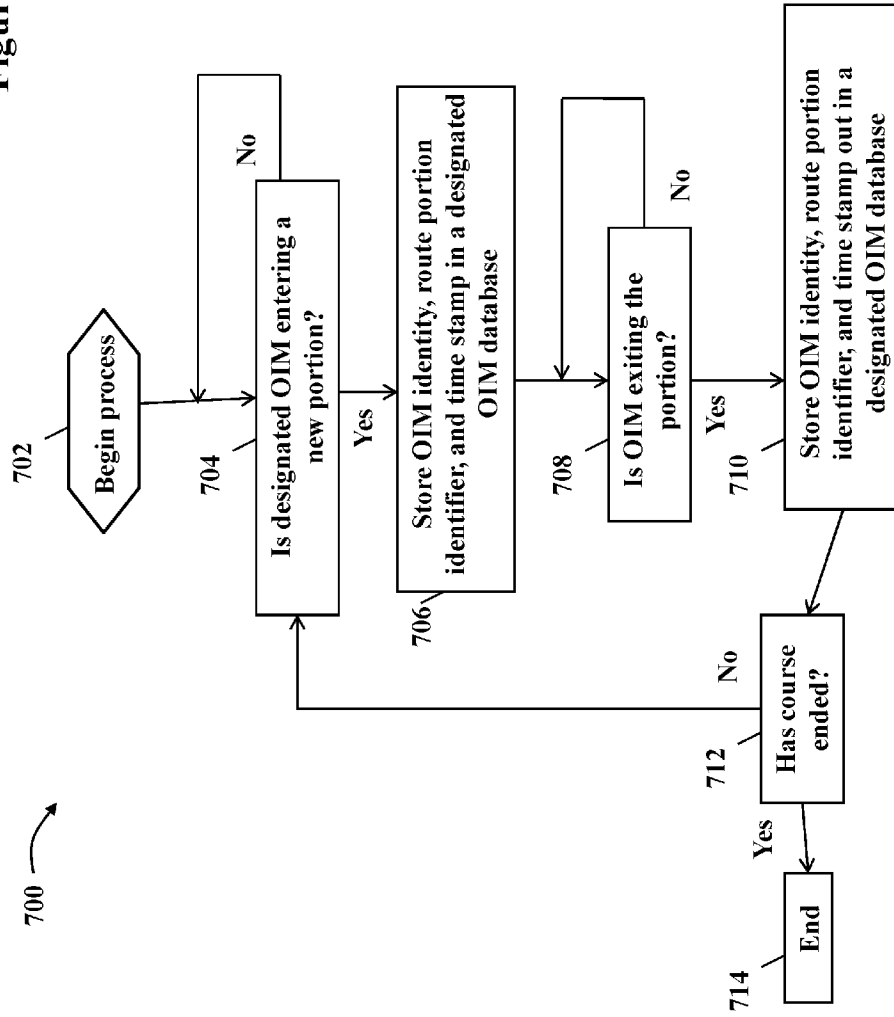 Figur
700
702
Begin process
704
Is designated OIM entering a
new portion?
No
Yes
706
Store OIM identity, route portion
identifier, and time stamp in a designated
OIM database
708
Is OIM exiting the
portion?
No
Yes
710
Store OIM identity, route portion
identifier, and time stamp out in a
designated OIM database
712
Has course
ended?
No
Yes
714
End